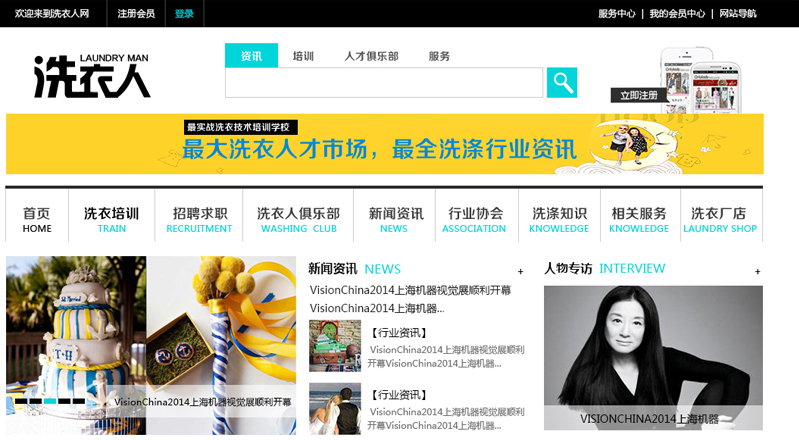 欢迎来到洗衣人网
注册会员
登录
服务中心 | 我的会员中心 | 网站导航
洗衣人
LAUNDRY MAN
资讯
培训
人才俱乐部
服务
立即注册
最实战洗衣技术培训学校
最大洗衣人才市场，最全洗涤行业资讯
首页
HOME
洗衣培训
TRAIN
招聘求职
RECRUITMENT
洗衣人俱乐部
WASHING CLUB
新闻资讯
NEWS
行业协会
ASSOCIATION
洗涤知识
KNOWLEDGE
相关服务
KNOWLEDGE
洗衣厂店
LAUNDRY SHOP
VisionChina2014上海机器视觉展顺利开幕
新闻资讯 NEWS +
VisionChina2014上海机器视觉展顺利开幕
VisionChina2014上海机器...
【行业资讯】
VisionChina2014上海机器视觉展顺利
开幕VisionChina2014上海机器...
【行业资讯】
VisionChina2014上海机器视觉展顺利
开幕VisionChina2014上海机器...
人物专访 INTERVIEW +
VISIONCHINA2014上海机器